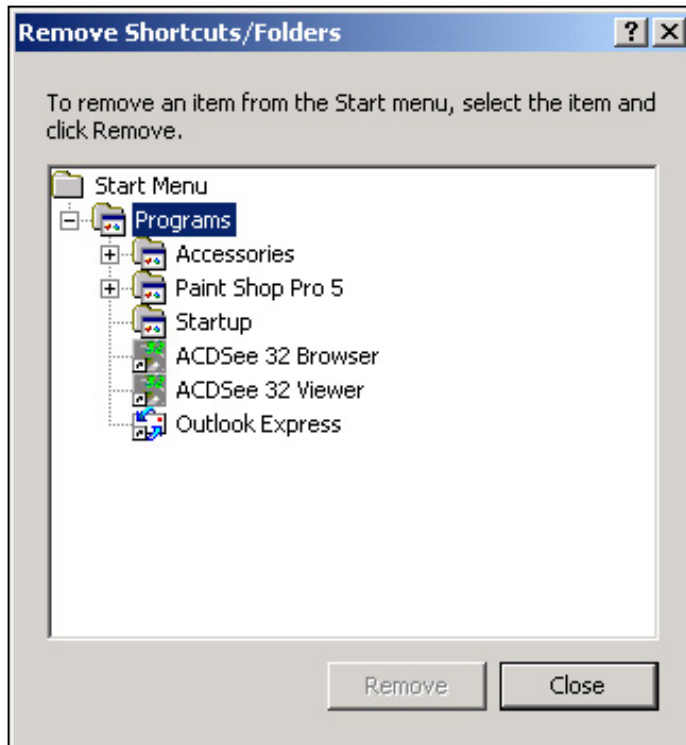 Remove Shortcuts/Folders
To remove an item from the Start menu, select the item and
click Remove.
Start Menu
Programs
Accessories
Paint Shop Pro 5
Startup
ACDSee 32 Browser
ACDSee 32 Viewer
Outlook Express
Remove
Close